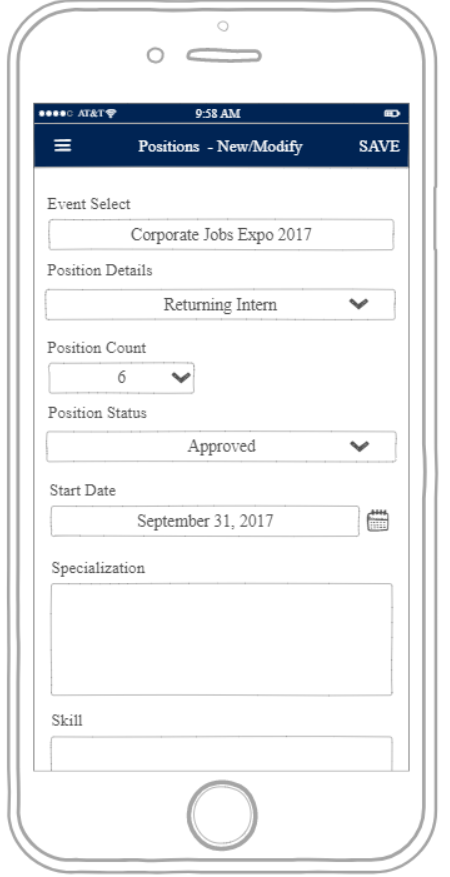 AT&T 9:58 AM
Positions - New/Modify SAVE
Event Select
Corporate Jobs Expo 2017
Position Details
Returning Intern
Position Count
6
Position Status
Approved
Start Date
September 31, 2017
Specialization
Skill